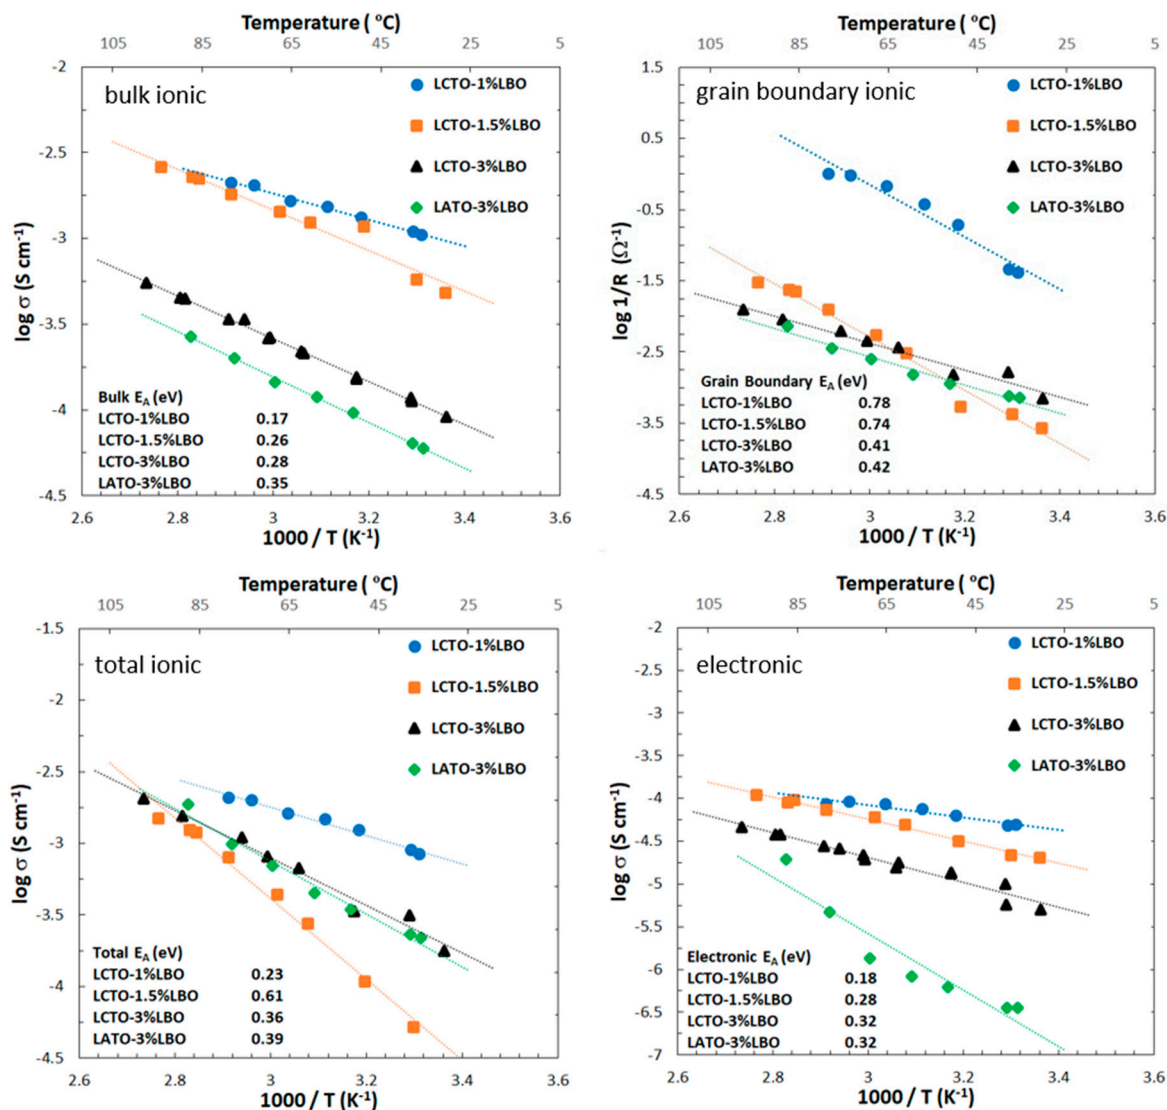 Temperature ( °C)
105 85 65 45 25 5
-2
-2.5
-3
-3.5
-4
-4.5
log σ (S cm⁻¹)
bulk ionic
LCTO-1%LBO
LCTO-1.5%LBO
LCTO-3%LBO
LATO-3%LBO
Bulk E_A (eV)
LCTO-1%LBO 0.17
LCTO-1.5%LBO 0.26
LCTO-3%LBO 0.28
LATO-3%LBO 0.35
2.6 2.8 3 3.2 3.4 3.6
1000 / T (K⁻¹)
Temperature ( °C)
105 85 65 45 25 5
1.5
0.5
-0.5
-1.5
-2.5
-3.5
-4.5
log 1/R (Ω⁻¹)
grain boundary ionic
LCTO-1%LBO
LCTO-1.5%LBO
LCTO-3%LBO
LATO-3%LBO
Grain Boundary E_A (eV)
LCTO-1%LBO 0.78
LCTO-1.5%LBO 0.74
LCTO-3%LBO 0.41
LATO-3%LBO 0.42
2.6 2.8 3 3.2 3.4 3.6
1000 / T (K⁻¹)
Temperature ( °C)
105 85 65 45 25 5
-1.5
-2
-2.5
-3
-3.5
-4
-4.5
log σ (S cm⁻¹)
total ionic
LCTO-1%LBO
LCTO-1.5%LBO
LCTO-3%LBO
LATO-3%LBO
Total E_A (eV)
LCTO-1%LBO 0.23
LCTO-1.5%LBO 0.61
LCTO-3%LBO 0.36
LATO-3%LBO 0.39
2.6 2.8 3 3.2 3.4 3.6
1000 / T (K⁻¹)
Temperature ( °C)
105 85 65 45 25 5
-2
-3
-3.5
-4
-4.5
-5
-5.5
-6
-6.5
-7
log σ (S cm⁻¹)
electronic
LCTO-1%LBO
LCTO-1.5%LBO
LCTO-3%LBO
LATO-3%LBO
Electronic E_A (eV)
LCTO-1%LBO 0.18
LCTO-1.5%LBO 0.28
LCTO-3%LBO 0.32
LATO-3%LBO 0.32
2.6 2.8 3 3.2 3.4 3.6
1000 / T (K⁻¹)